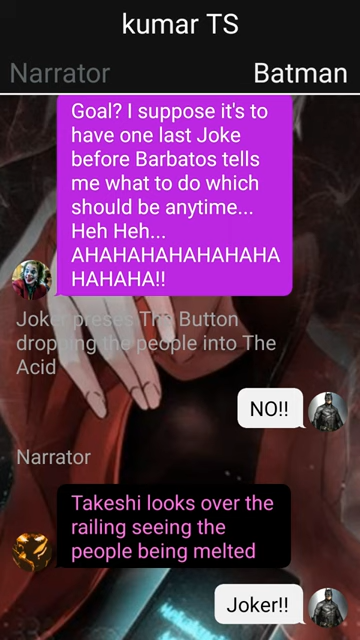 kumar TS
Narrator
Batman
Goal? I suppose it's to
have one last Joke
before Barbatos tells
me what to do which
should be anytime...
Heh Heh...
AHAHAHAHAHAHAHA
HAHAHA!!
Joker preses The Button
dropping the people into The
Acid
NO!!
Narrator
Takeshi looks over the
railing seeing the
people being melted
Joker!!